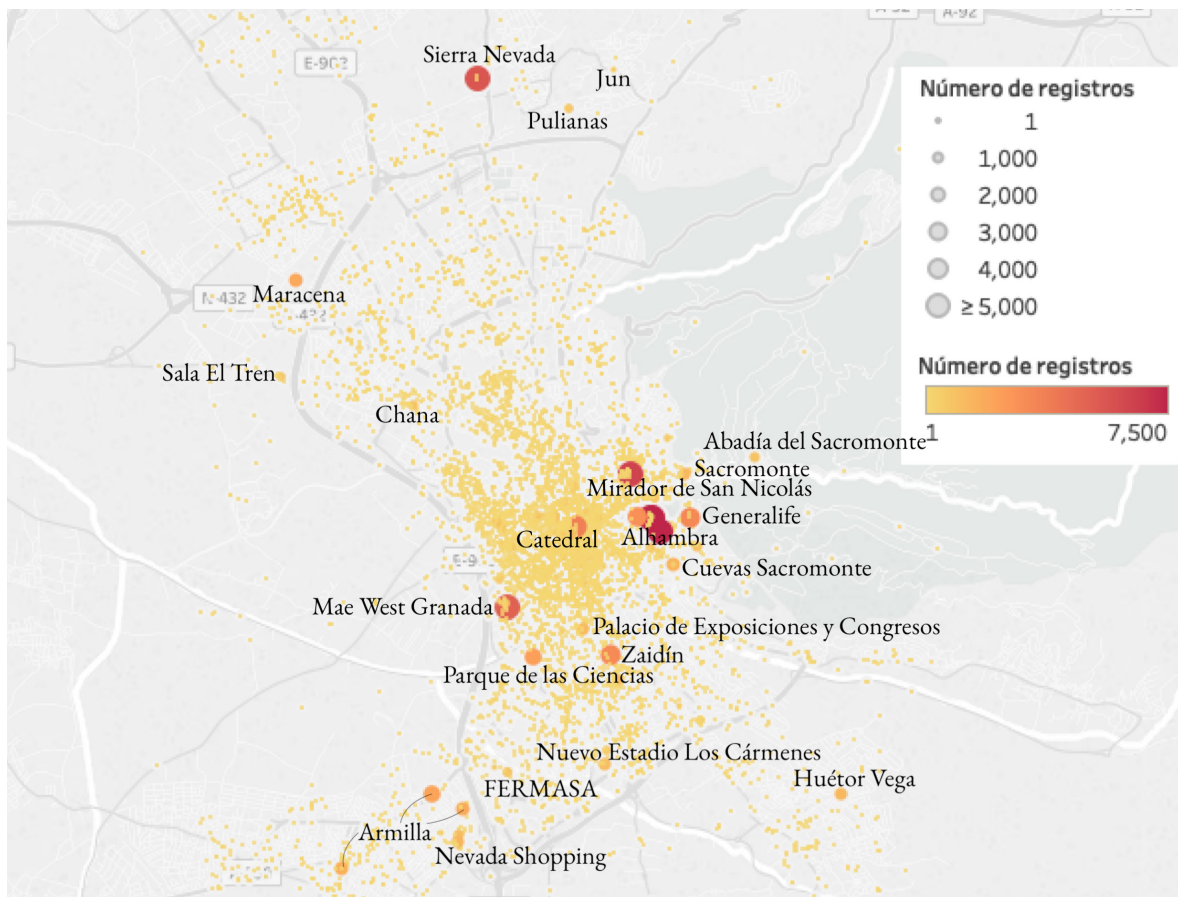 A-92
A-92
Sierra Nevada
E-902
Jun
Pulianas
Número de registros
1
1,000
2,000
3,000
4,000
≥ 5,000
Número de registros
1
7,500
Maracena
N-432
Sala El Tren
Chana
Abadía del Sacromonte
Sacromonte
Mirador de San Nicolás
Generalife
Catedral
Alhambra
Cuevas Sacromonte
Mae West Granada
Palacio de Exposiciones y Congresos
Zaidín
Parque de las Ciencias
Nuevo Estadio Los Cármenes
Huétor Vega
FERMASA
Armilla
Nevada Shopping